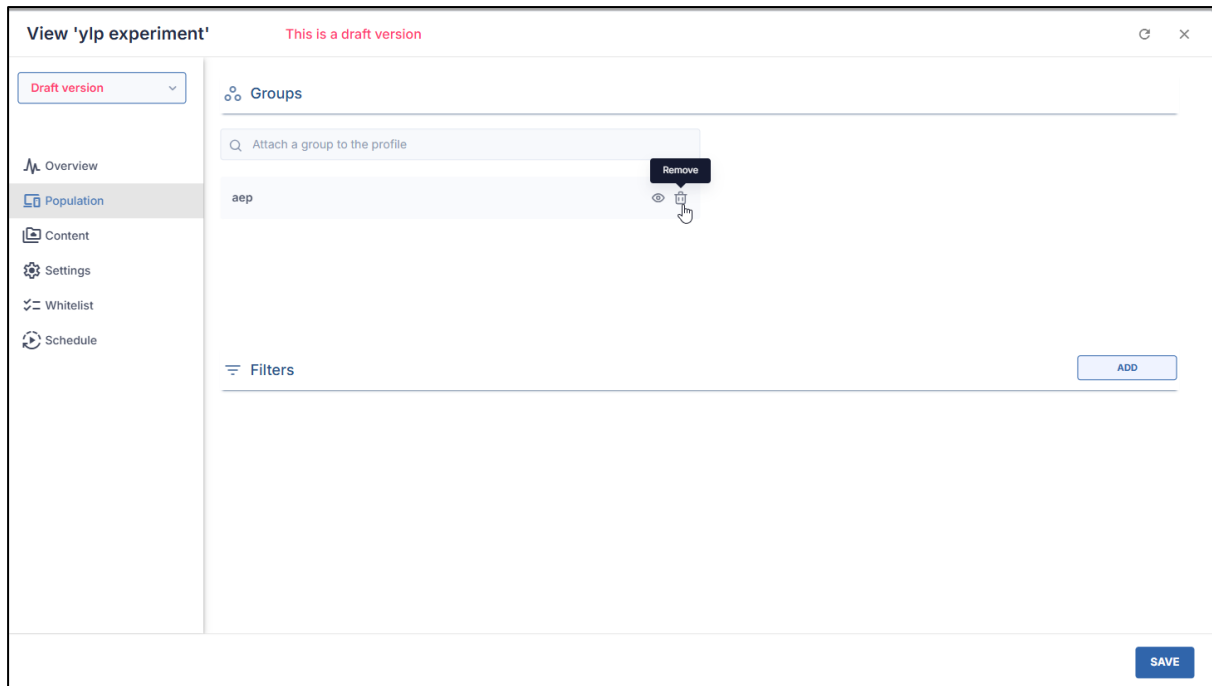 View 'ylp experiment'
This is a draft version
Draft version
Overview
Population
Content
Settings
Whitelist
Schedule
Groups
Attach a group to the profile
Remove
aep
Filters
ADD
SAVE